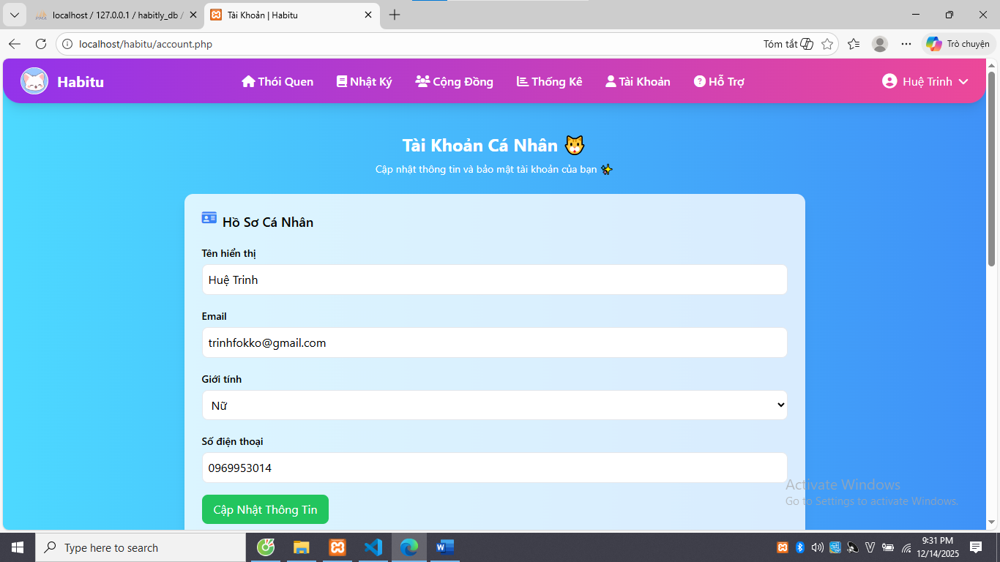 localhost / 127.0.0.1 / habitly_db /
Tài Khoản | Habitu
localhost/habitu/account.php
Tóm tắt
Trò chuyện
Habitu
Thói Quen
Nhật Ký
Cộng Đồng
Thống Kê
Tài Khoản
Hỗ Trợ
Huệ Trinh
Tài Khoản Cá Nhân
Cập nhật thông tin và bảo mật tài khoản của bạn
Hồ Sơ Cá Nhân
Tên hiển thị
Huệ Trinh
Email
trinhfokko@gmail.com
Giới tính
Nữ
Số điện thoại
0969953014
Cập Nhật Thông Tin
Activate Windows
Go to Settings to activate Windows.
Type here to search
9:31 PM
12/14/2025